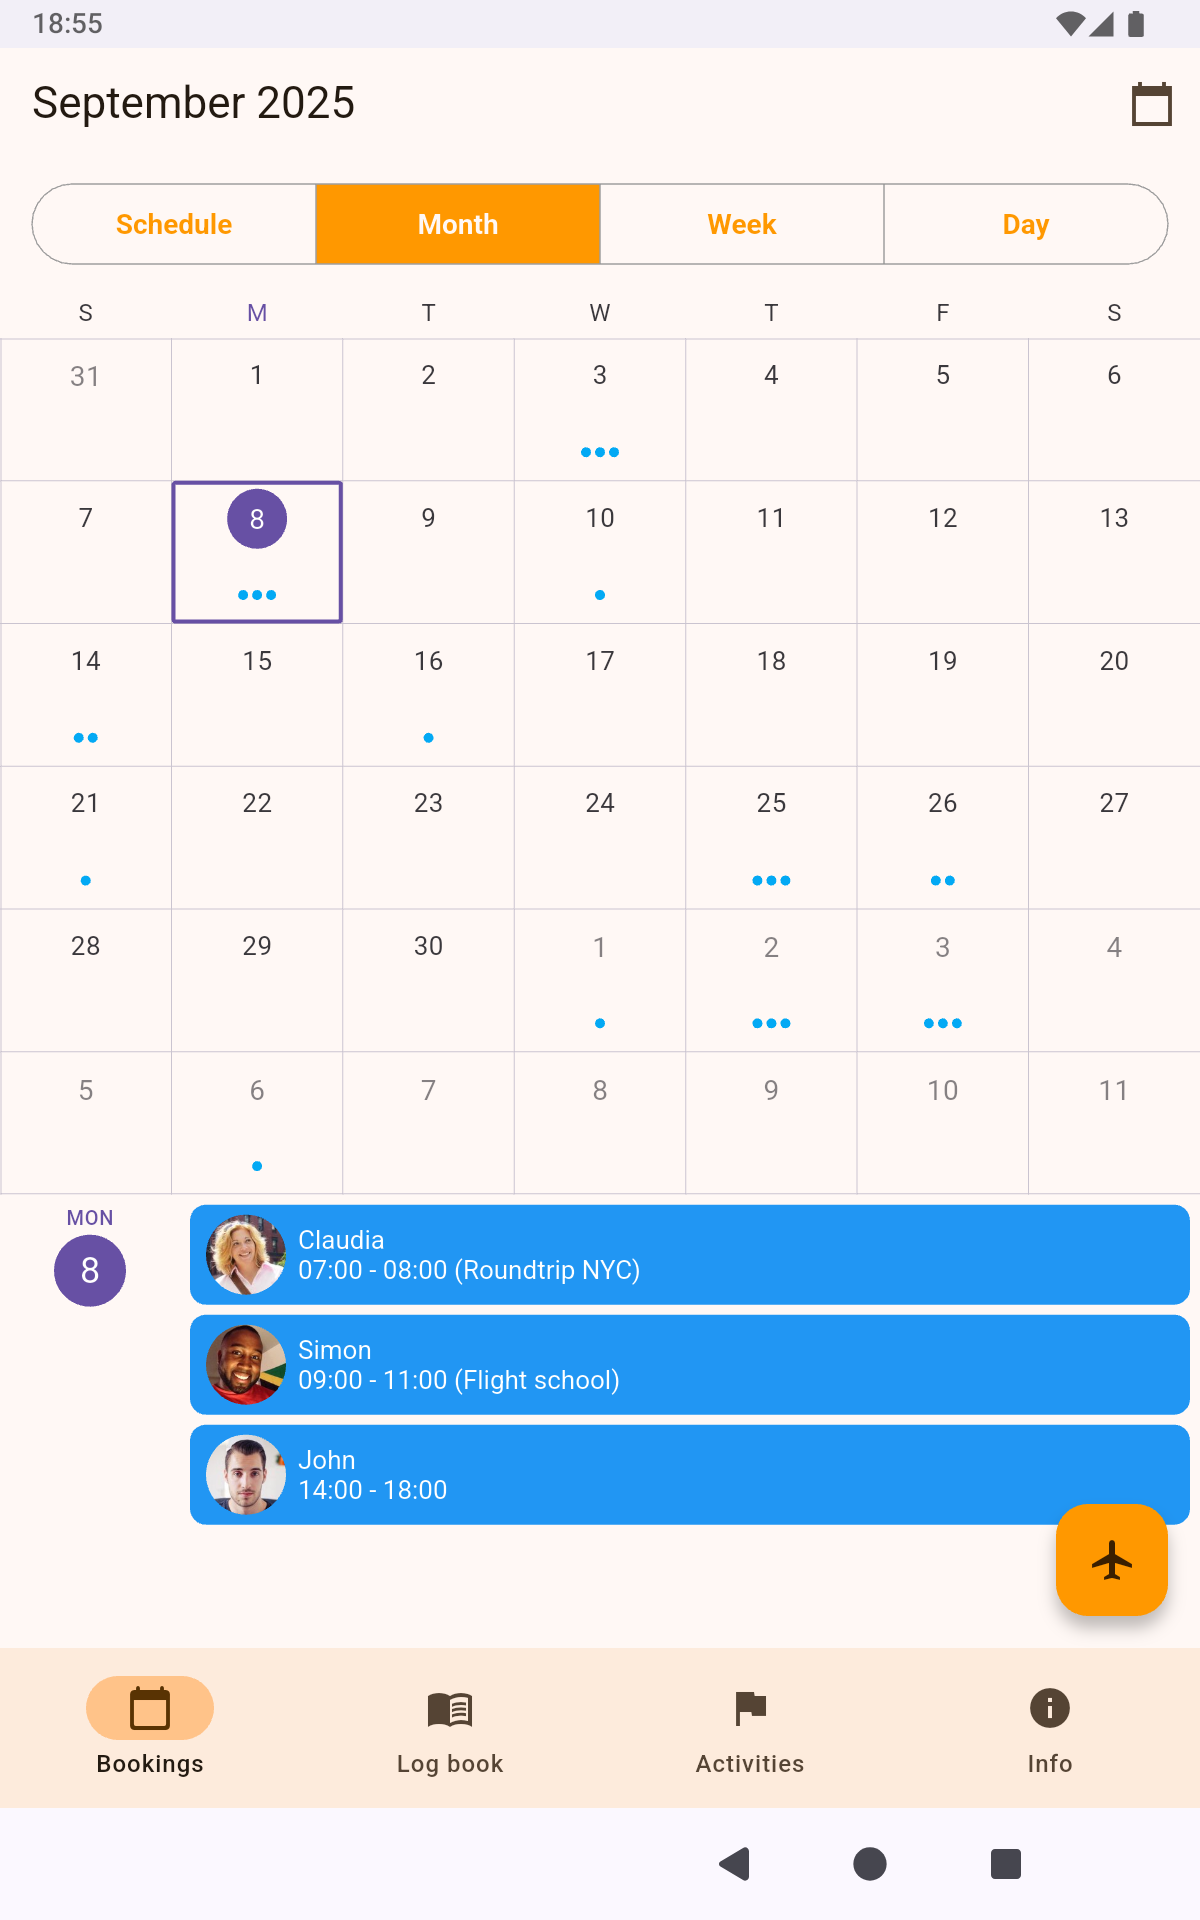 18:55
September 2025
Schedule Month Week Day
S M T W T F S
31 1 2 3 4 5 6
7 8 9 10 11 12 13
14 15 16 17 18 19 20
21 22 23 24 25 26 27
28 29 30 1 2 3 4
5 6 7 8 9 10 11
MON
8
Claudia
07:00 - 08:00 (Roundtrip NYC)
Simon
09:00 - 11:00 (Flight school)
John
14:00 - 18:00
Bookings Log book Activities Info